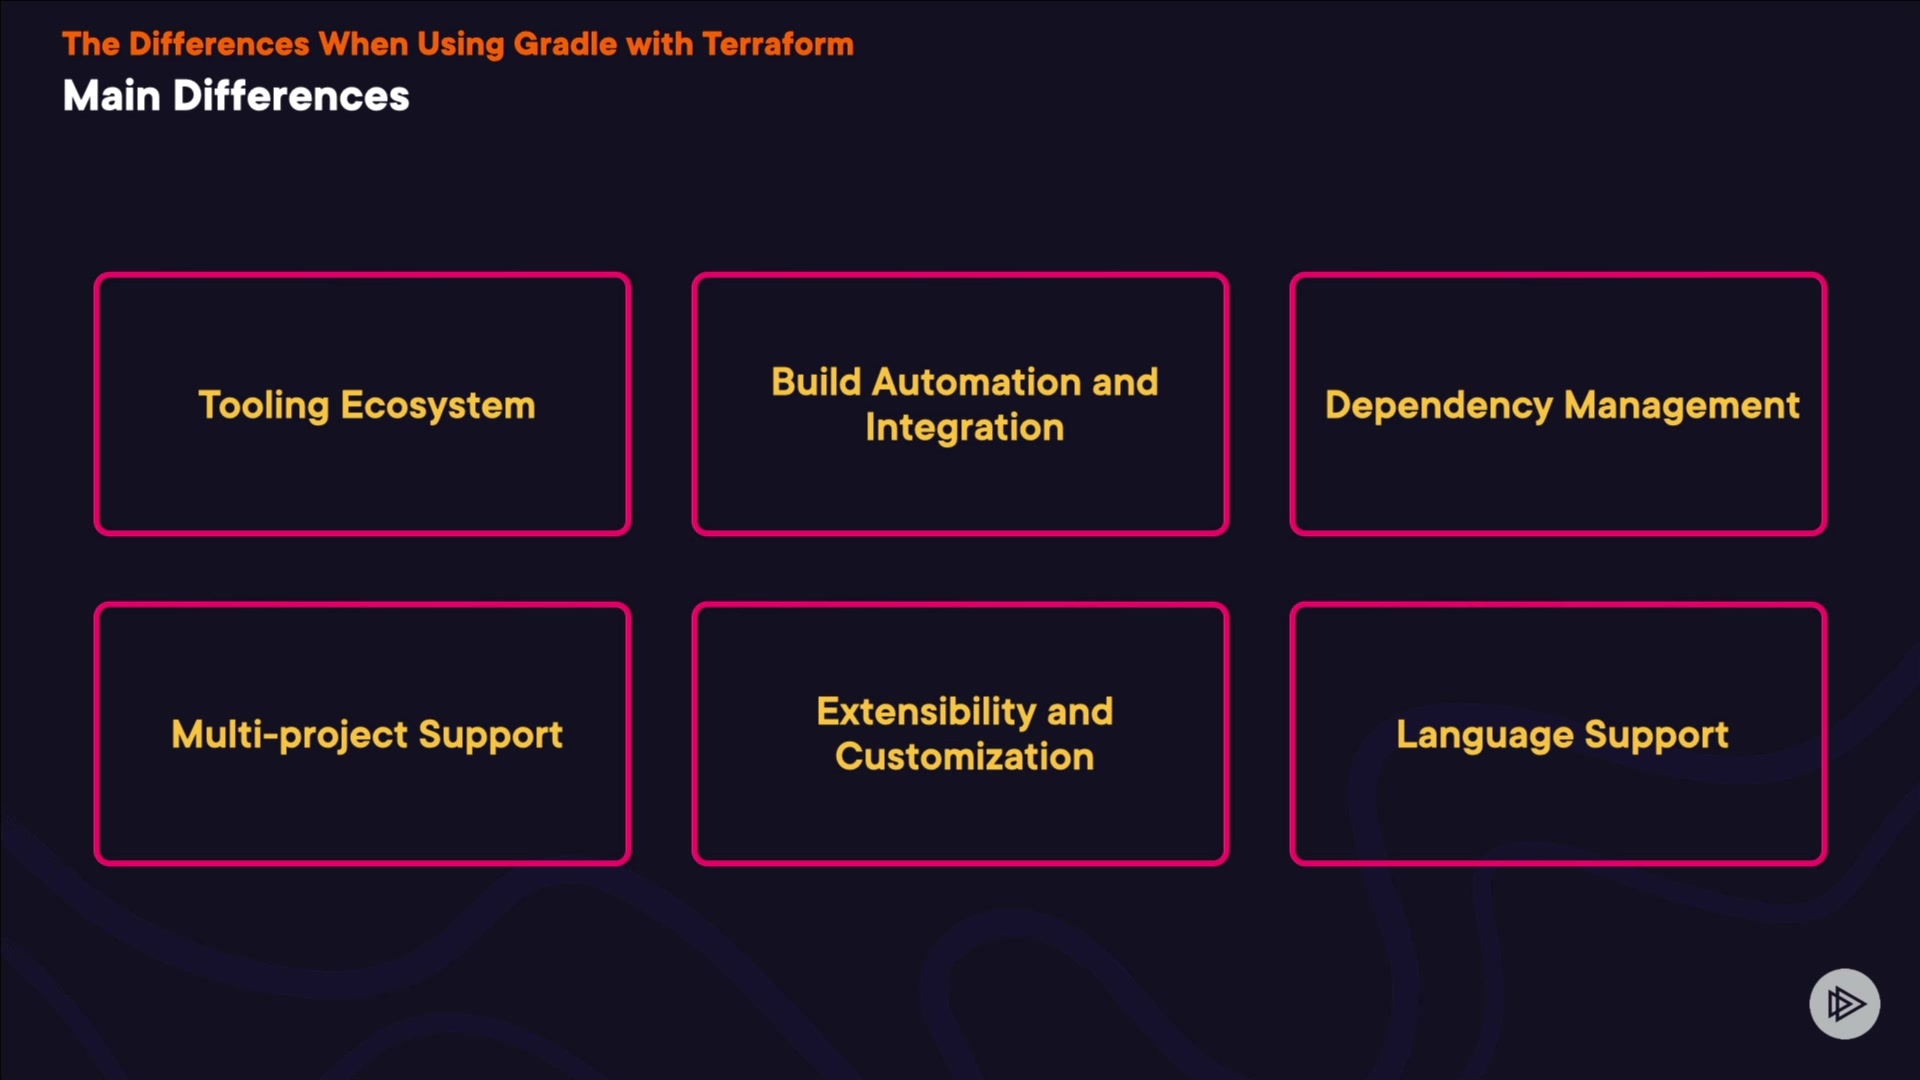 The Differences When Using Gradle with Terraform
Main Differences
Tooling Ecosystem
Build Automation and
Integration
Dependency Management
Multi-project Support
Extensibility and
Customization
Language Support